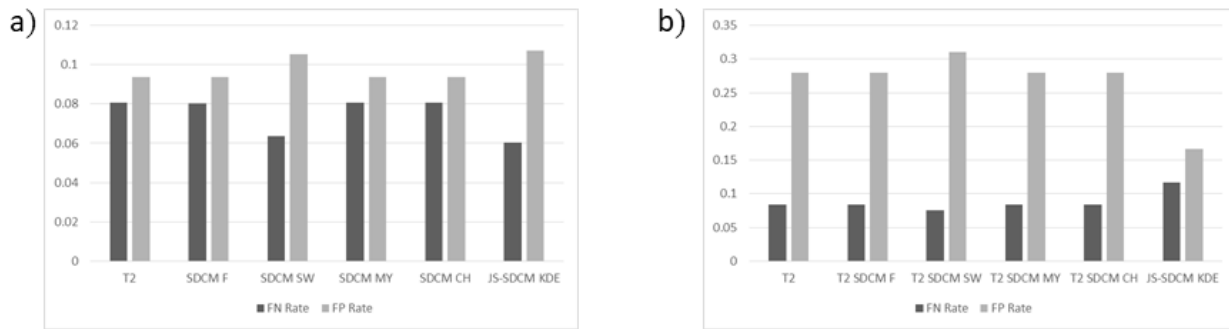 a)
0.12
0.1
0.08
0.06
0.04
0.02
0
T2 SDCM F SDCM SW SDCM MY SDCM CH JS-SDCM KDE
FN Rate FP Rate
b)
0.35
0.3
0.25
0.2
0.15
0.1
0.05
0
T2 T2 SDCM F T2 SDCM SW T2 SDCM MY T2 SDCM CH JS-SDCM KDE
FN Rate FP Rate